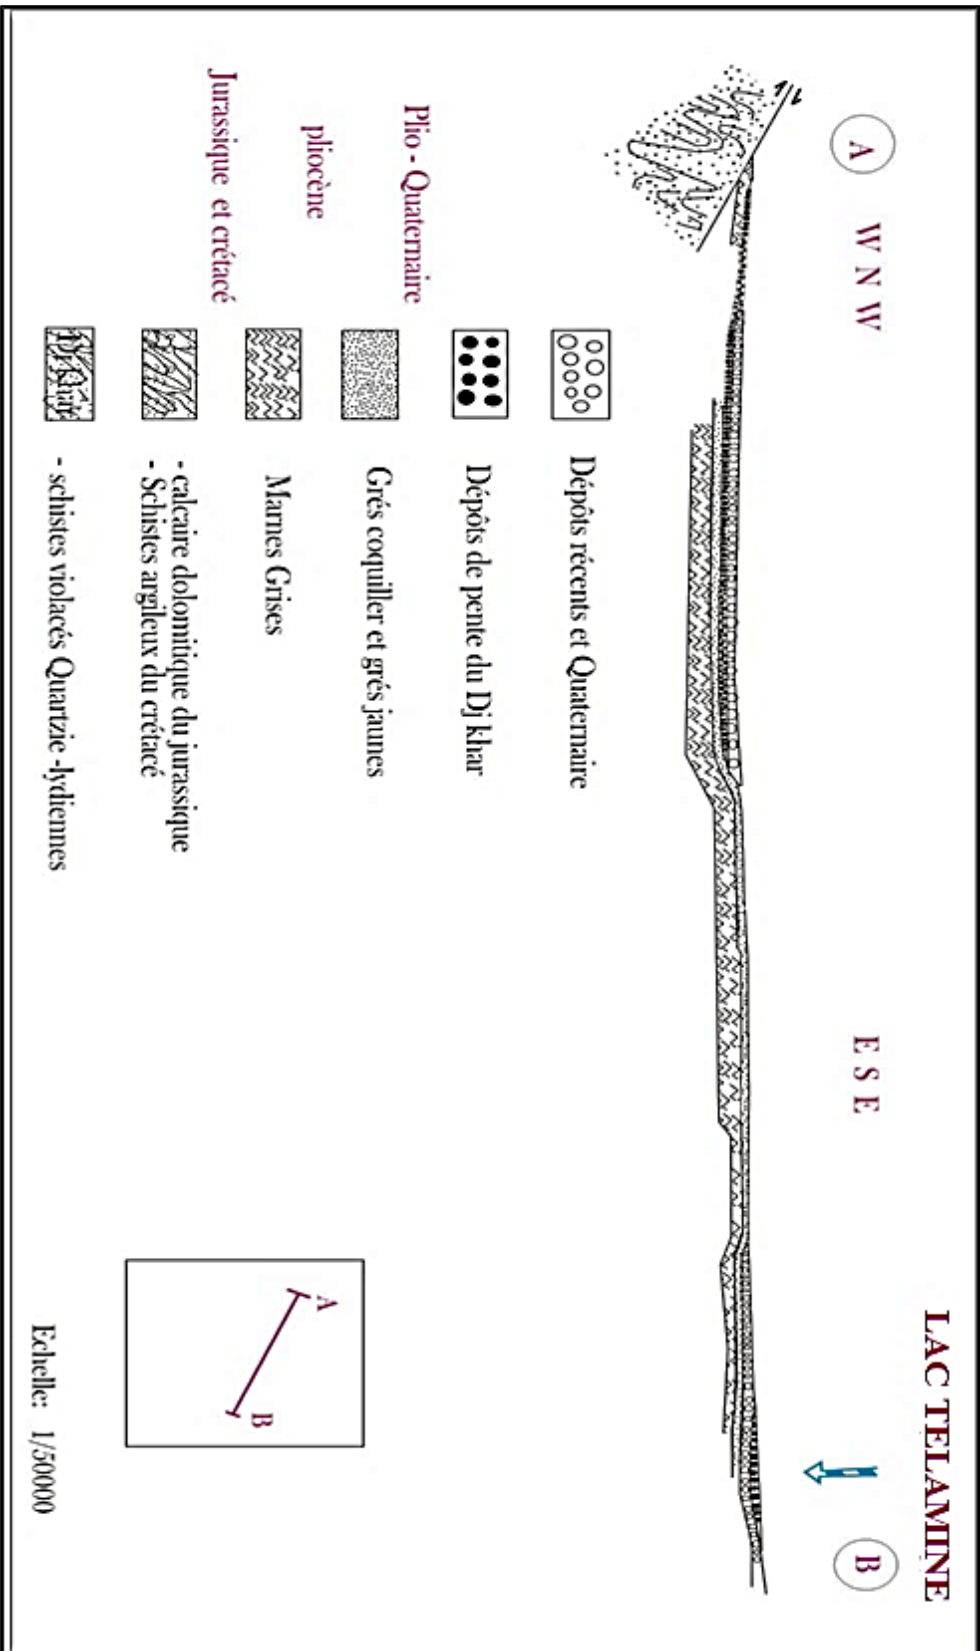 LAC TELAMINE
A
W N W
E S E
B
Dépôts récents et Quaternaire
Plio - Quaternaire
Dépôts de pente du Dj khar
pliocène
Grés coquiller et grés jaunes
Marnes Grises
Jurassique et crétacé
- calcaire dolomitique du jurassique
- Schistes argileux du crétacé
Dj Khar
- schistes violacés Quartzie -lydiennes
A
B
Echelle: 1/50000